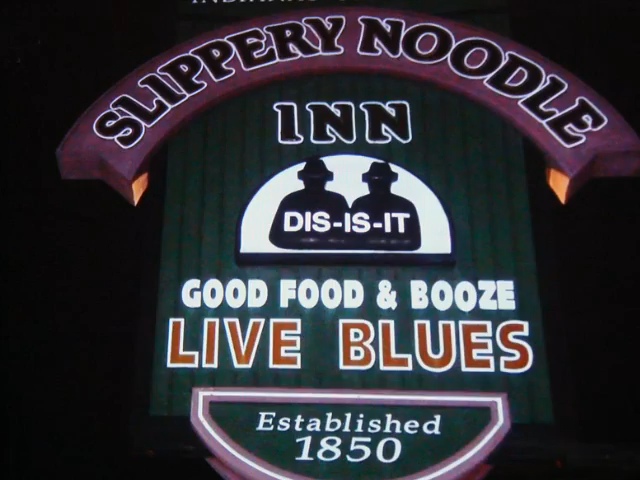 SLIPPERY NOODLE
INN
DIS-IS-IT
GOOD FOOD & BOOZE
LIVE BLUES
Established
1850